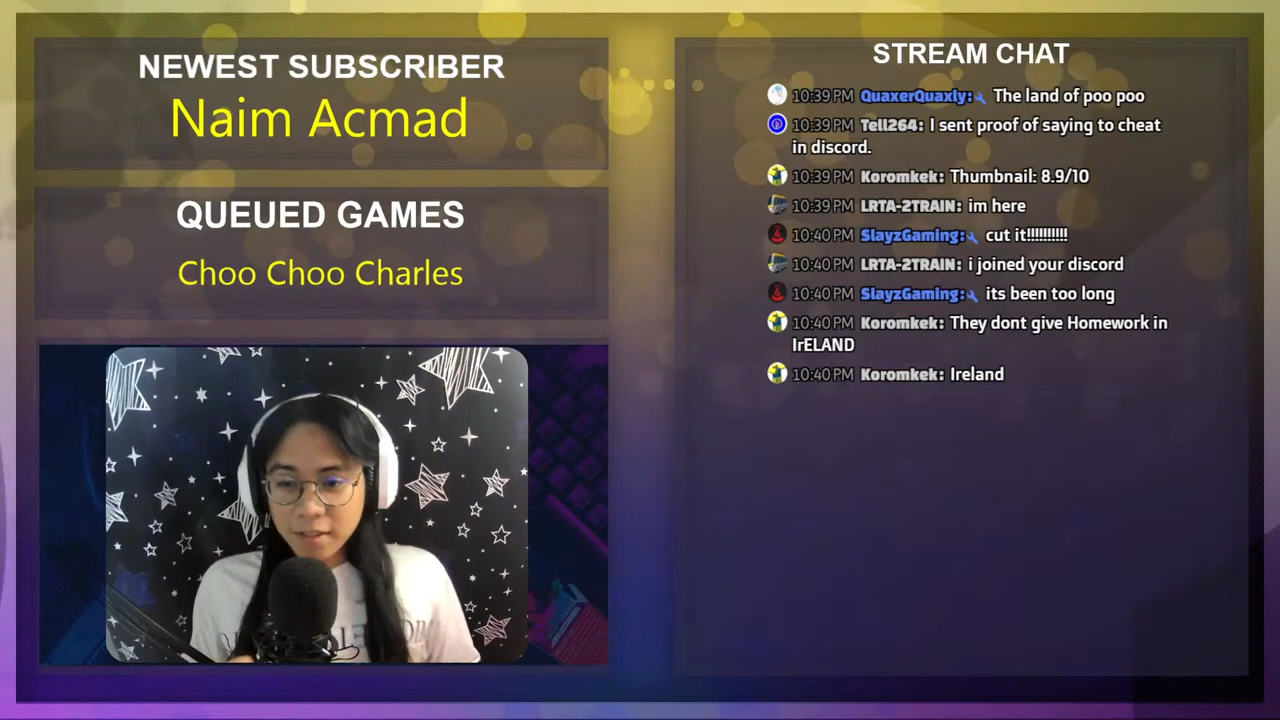 NEWEST SUBSCRIBER
Naim Acmad
QUEUED GAMES
Choo Choo Charles
STREAM CHAT
10:39 PM QuaxerQuaxly: The land of poo poo
10:39 PM Tell264: I sent proof of saying to cheat
in discord.
10:39 PM Koromkek: Thumbnail: 8.9/10
10:39 PM LRTA-2TRAIN: im here
10:40 PM SlayzGaming: cut it!!!!!!!!!!
10:40 PM LRTA-2TRAIN: i joined your discord
10:40 PM SlayzGaming: its been too long
10:40 PM Koromkek: They dont give Homework in
IrELAND
10:40 PM Koromkek: Ireland